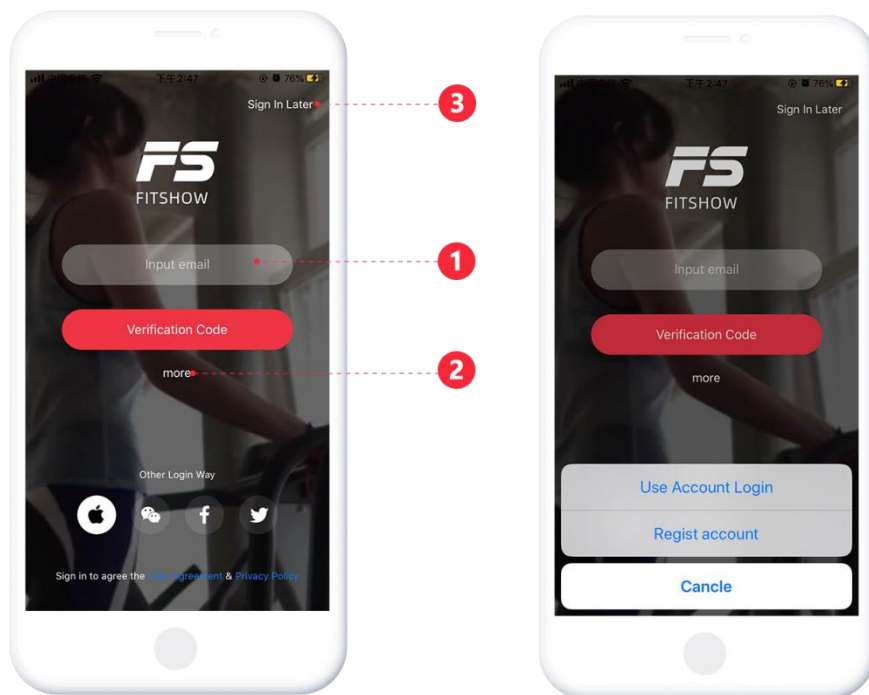 下午2:47
76%
Sign In Later
3
FS
FITSHOW
Input email
1
Verification Code
more
2
Other Login Way
f
Sign in to agree the User Agreement & Privacy Policy
下午2:47
76%
Sign In Later
FS
FITSHOW
Input email
Verification Code
more
Use Account Login
Regist account
Cancle